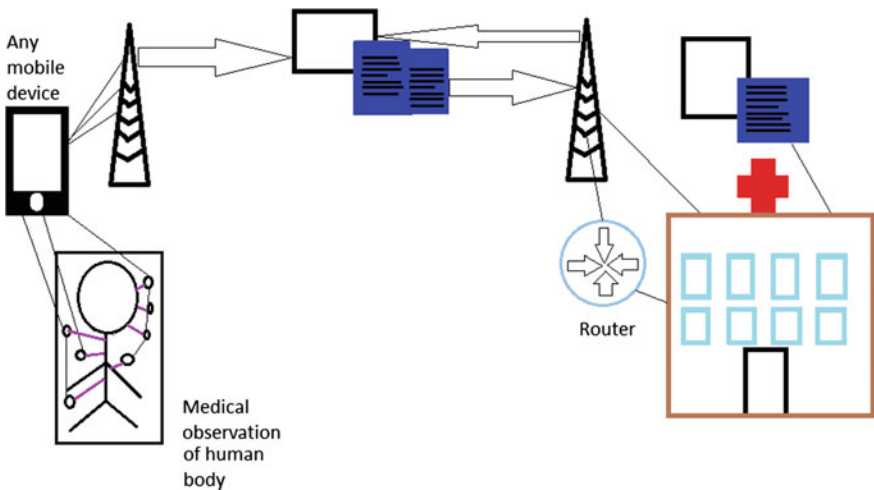 Any
mobile
device
Router
Medical
observation
of human
body